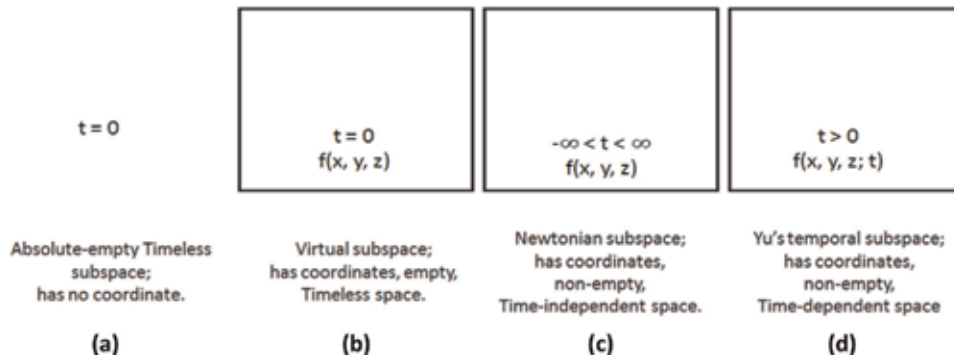 t = 0
Absolute-empty Timeless
subspace;
has no coordinate.
(a)
t = 0
f(x, y, z)
Virtual subspace;
has coordinates, empty,
Timeless space.
(b)
-∞ < t < ∞
f(x, y, z)
Newtonian subspace;
has coordinates,
non-empty,
Time-independent space.
(c)
t > 0
f(x, y, z; t)
Yu's temporal subspace;
has coordinates,
non-empty,
Time-dependent space
(d)